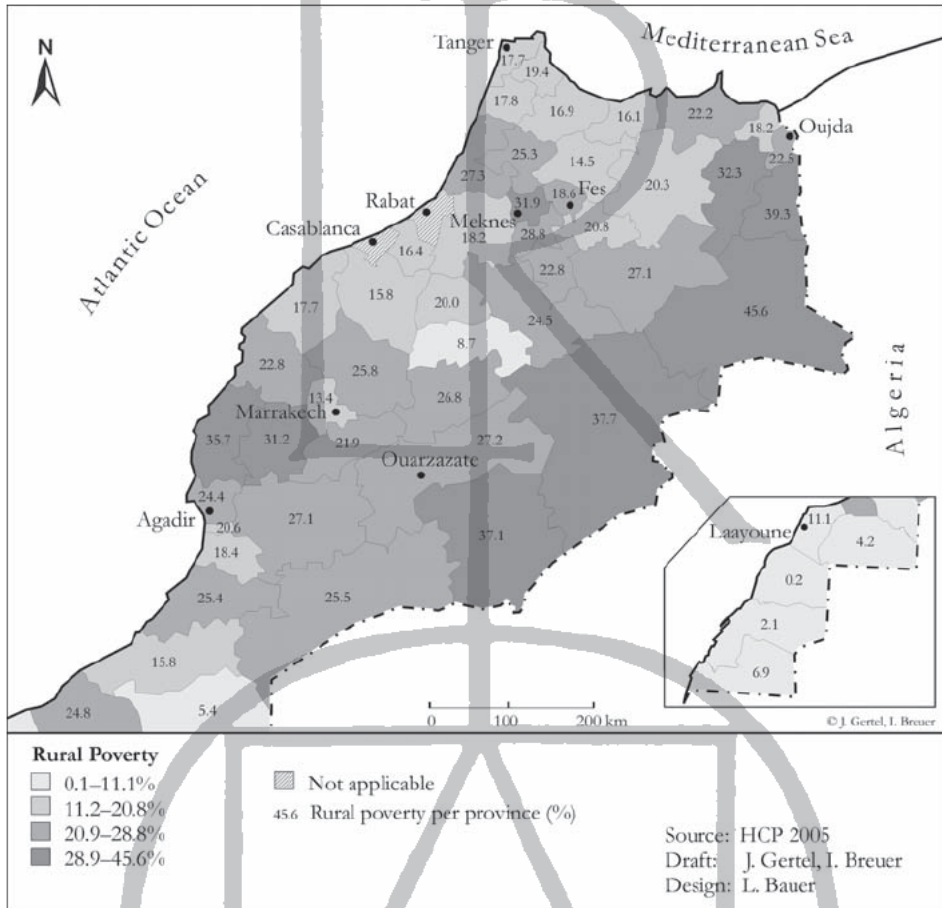 N
Tanger
Mediterranean Sea
17.7
19.4
17.8
16.9
16.1
22.2
18.2
Oujda
22.5
25.3
14.5
27.3
32.3
Atlantic Ocean
Rabat
31.9
18.6
Fes
20.3
39.3
Casablanca
Meknes
28.8
20.8
16.4
18.2
22.8
27.1
15.8
20.0
17.7
24.5
45.6
8.7
22.8
25.8
Algeria
13.4
26.8
Marrakech
37.7
35.7
31.2
21.9
27.2
Ouarzazate
24.4
Agadir
20.6
27.1
37.1
18.4
25.4
25.5
15.8
24.8
5.4
11.1
Laayoune
4.2
0.2
2.1
6.9
0 100 200 km
© J. Gertel, I. Breuer
Rural Poverty
0.1–11.1%
11.2–20.8%
20.9–28.8%
28.9–45.6%
Not applicable
45.6 Rural poverty per province (%)
Source: HCP 2005
Draft: J. Gertel, I. Breuer
Design: L. Bauer